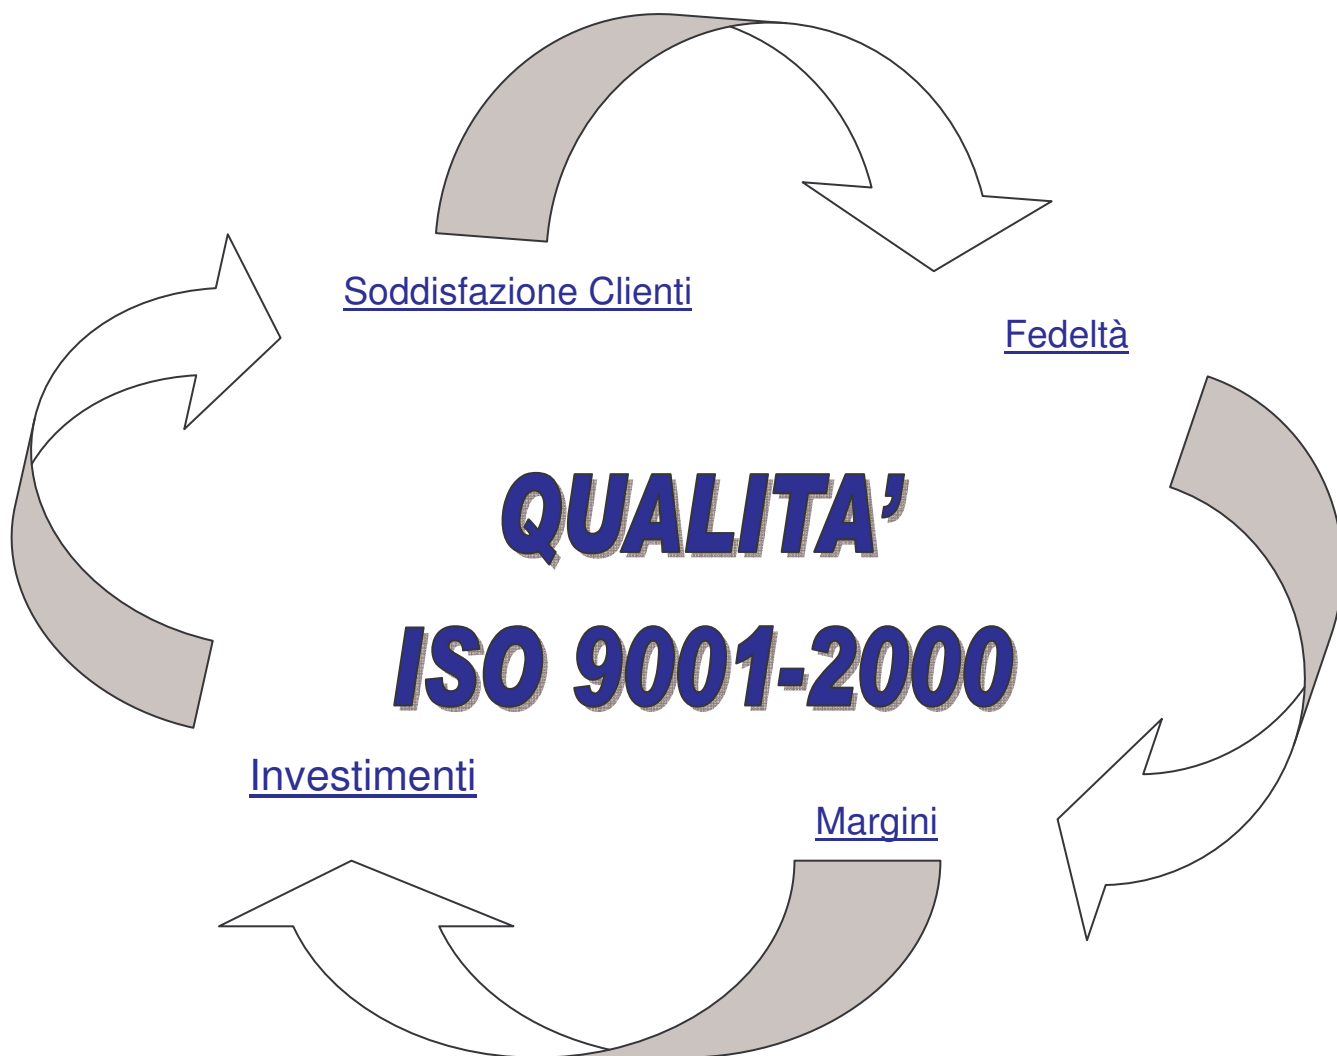 Soddisfazione Clienti
Fedeltà
QUALITA’
ISO 9001-2000
Investimenti
Margini